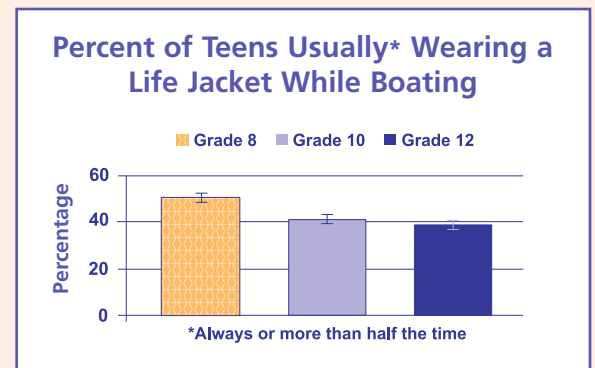 Percent of Teens Usually* Wearing a
Life Jacket While Boating
Grade 8 Grade 10 Grade 12
Percentage
60
40
20
0
*Always or more than half the time